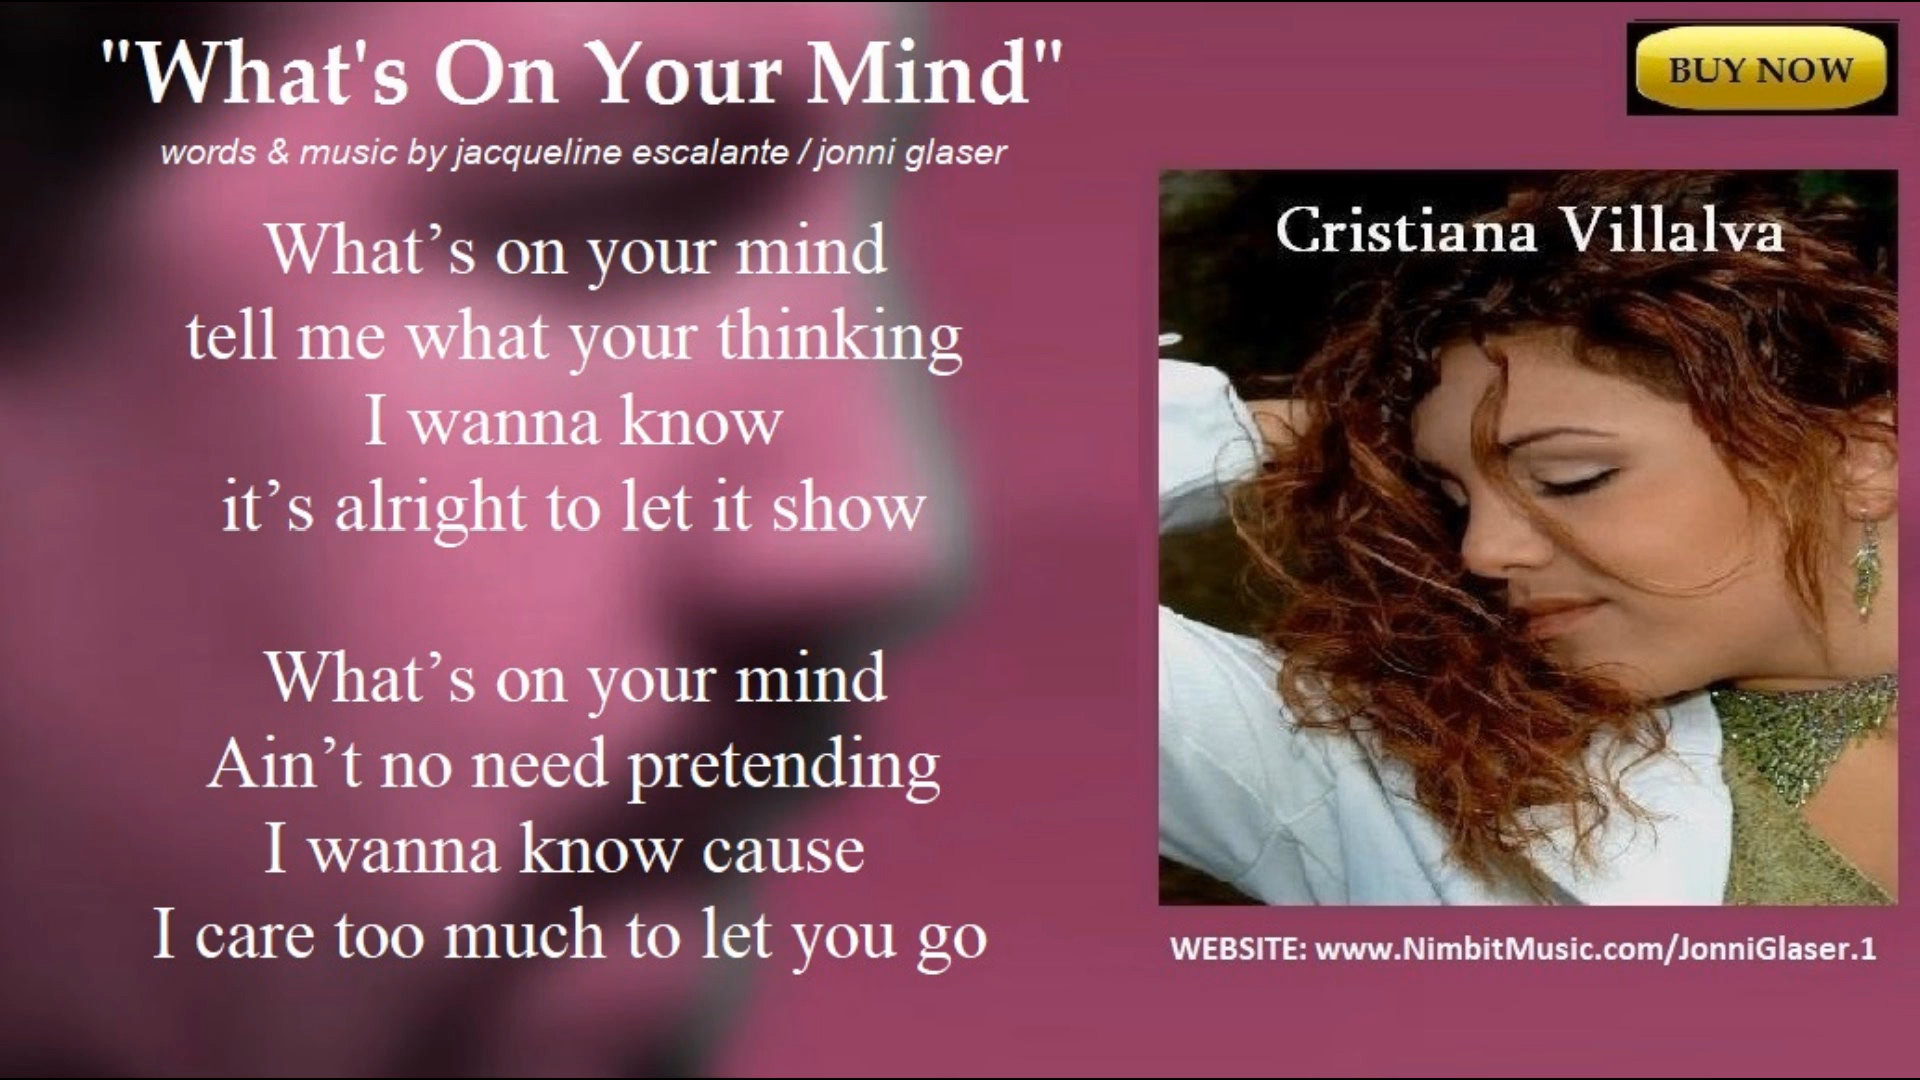 "What's On Your Mind"
words & music by jacqueline escalante / jonni glaser
What’s on your mind
tell me what your thinking
I wanna know
it’s alright to let it show
What’s on your mind
Ain’t no need pretending
I wanna know cause
I care too much to let you go
BUY NOW
Cristiana Villalva
WEBSITE: www.NimbitMusic.com/JonniGlaser.1